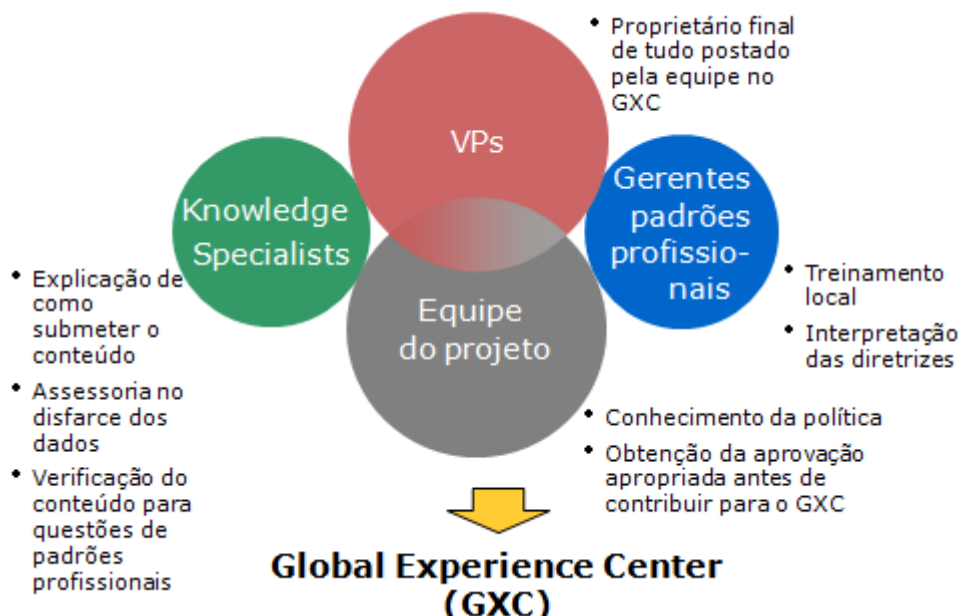 • Proprietário final
de tudo postado
pela equipe no
GXC
VPs
Knowledge
Specialists
Gerentes
padrões
profissio-
nais
• Explicação de
como
submeter o
conteúdo
• Assessoria no
disfarce dos
dados
• Verificação do
conteúdo para
questões de
padrões
profissionais
Equipe
do projeto
• Treinamento
local
• Interpretação
das diretrizes
• Conhecimento da política
• Obtenção da aprovação
apropriada antes de
contribuir para o GXC
Global Experience Center
(GXC)